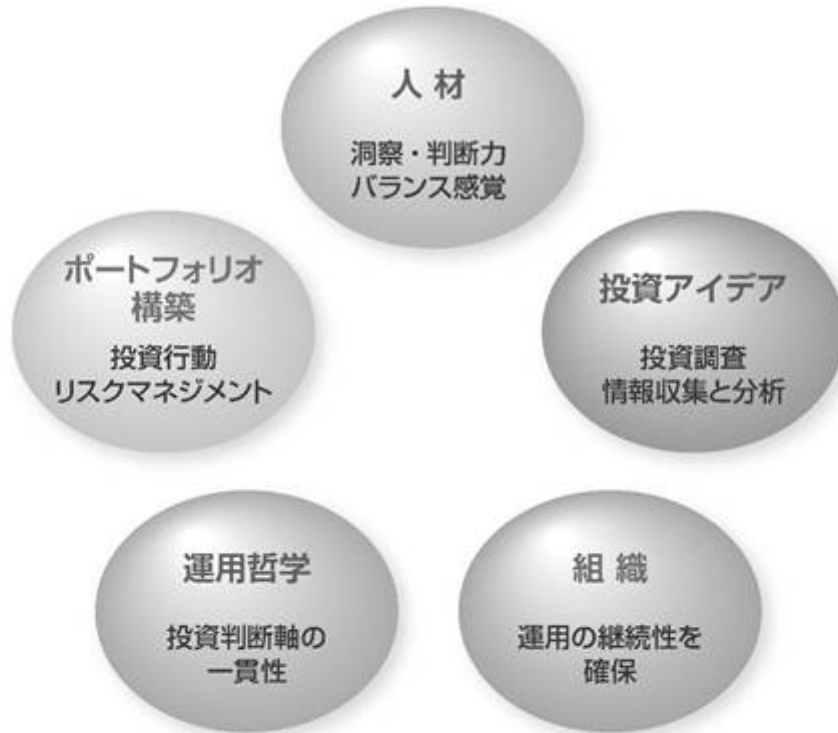 人 材
洞察・判断力
バランス感覚
ポートフォリオ
構築
投資行動
リスクマネジメント
投資アイデア
投資調査
情報収集と分析
運用哲学
投資判断軸の
一貫性
組 織
運用の継続性を
確保